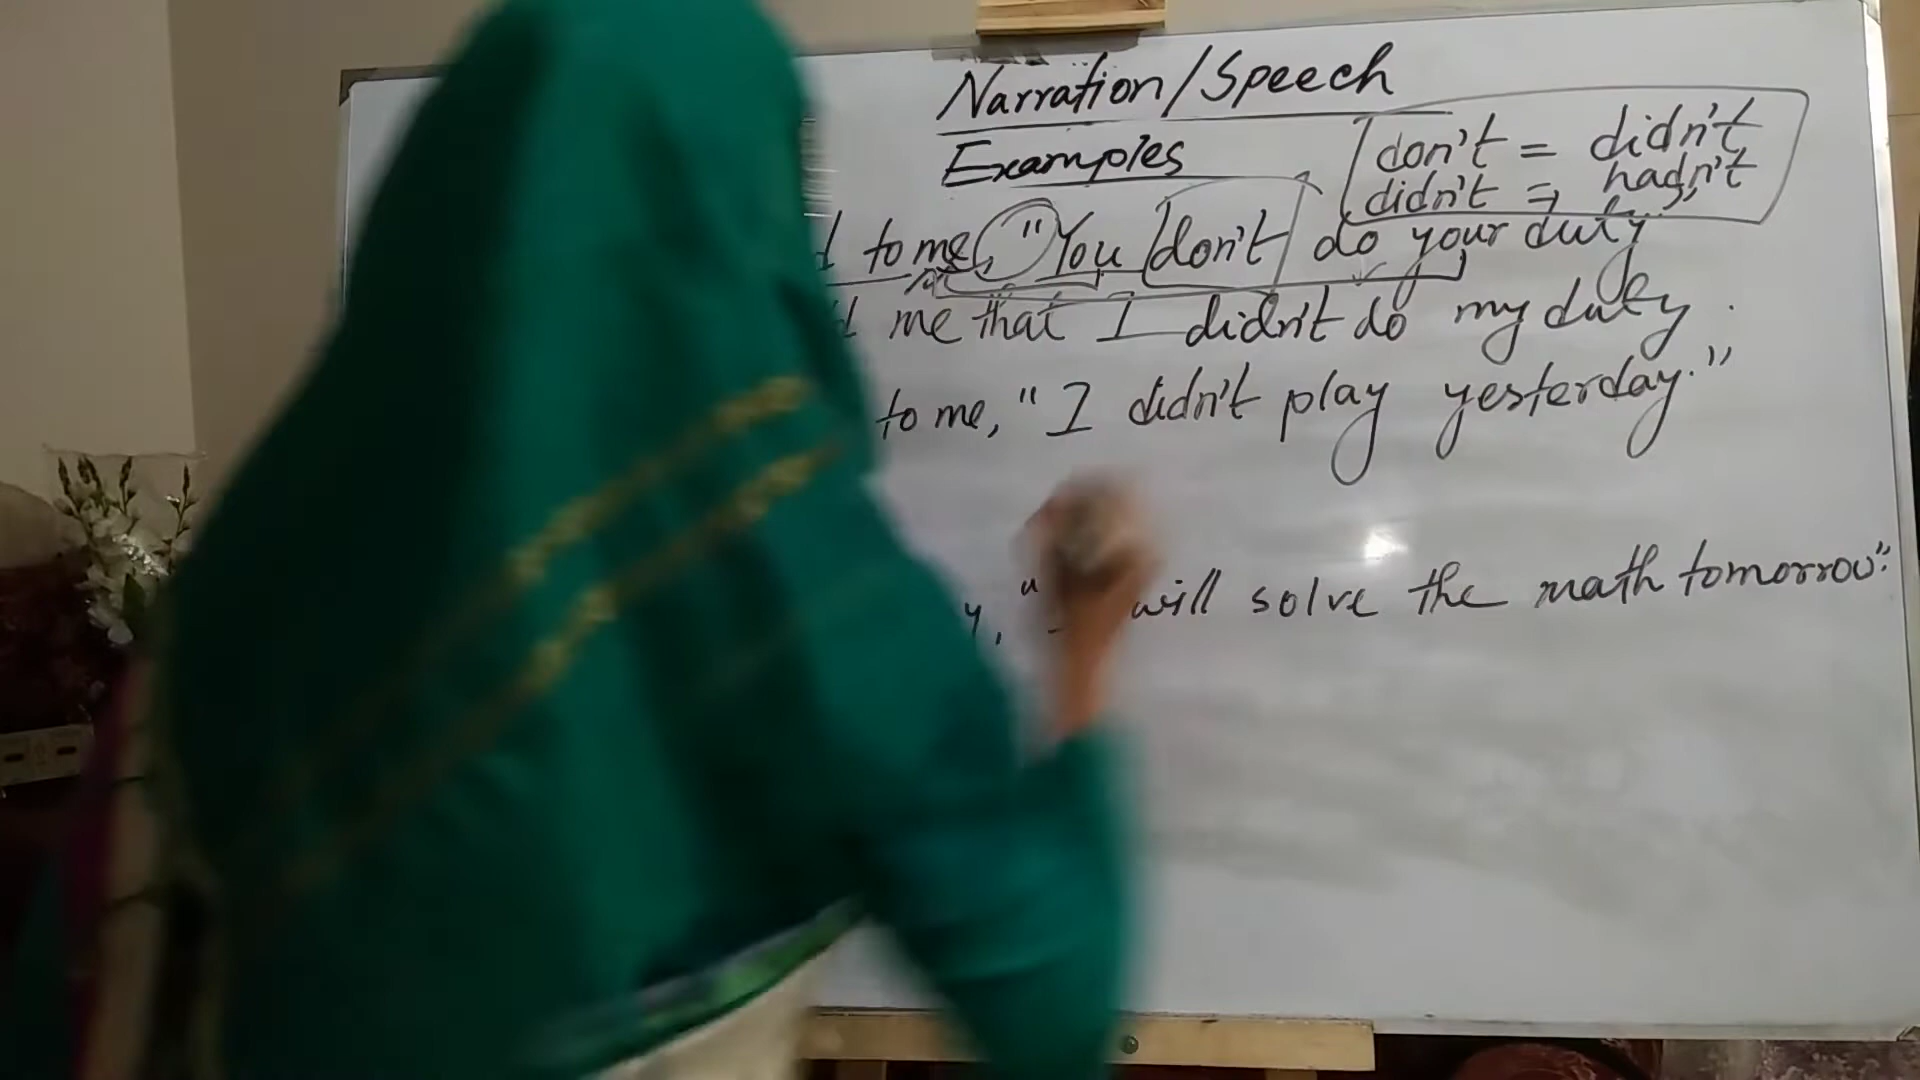 Narration/Speech
Examples
don't = didn't
didn't = hadn't
to me, "You don't do your duty
me that I didn't do my duty.
to me, "I didn't play yesterday."
y, " will solve the math tomorrow".